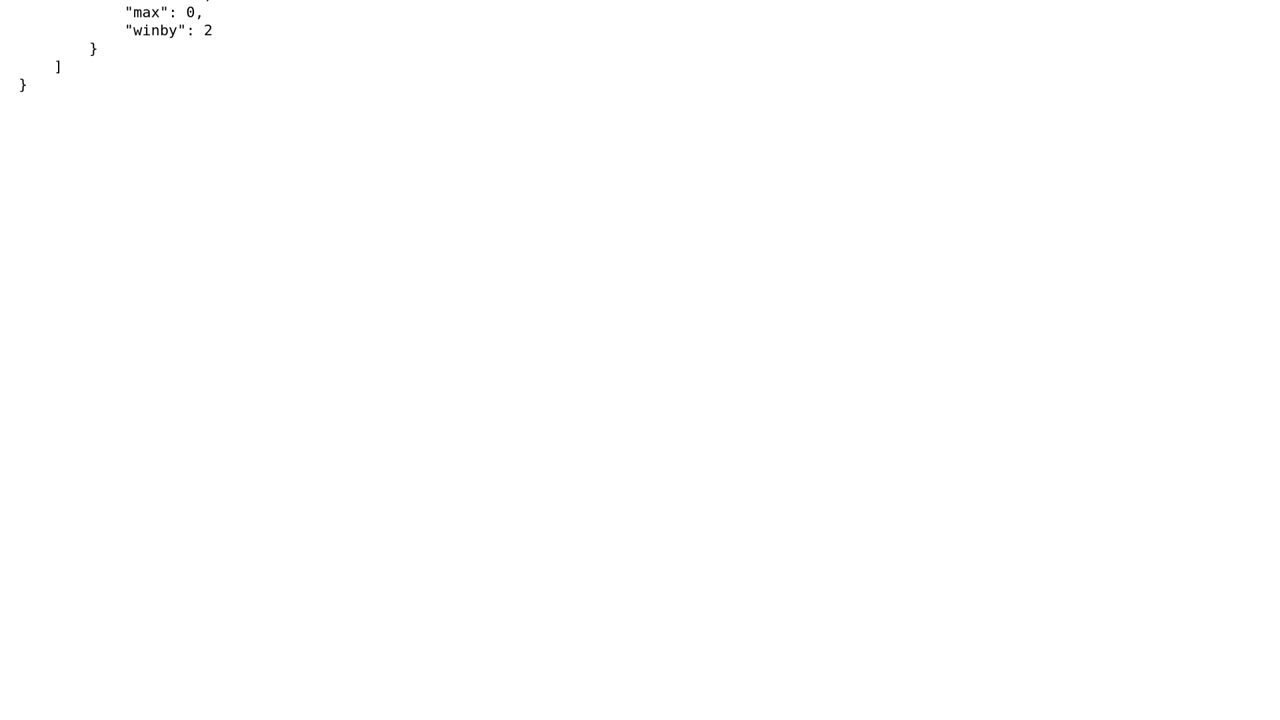 "max": 0,
"winby": 2
}
]
}